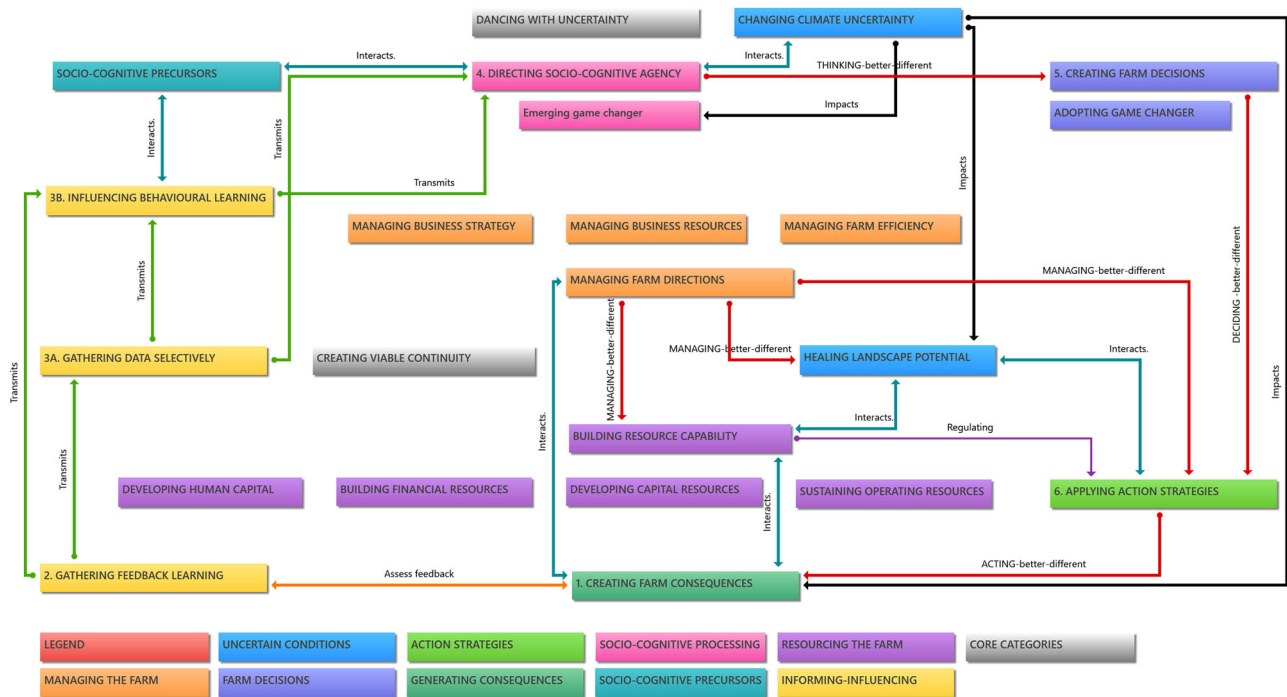 DANCING WITH UNCERTAINTY
CHANGING CLIMATE UNCERTAINTY
Interacts.
Interacts.
SOCIO-COGNITIVE PRECURSORS
4. DIRECTING SOCIO-COGNITIVE AGENCY
THINKING-better-different
5. CREATING FARM DECISIONS
Emerging game changer
Impacts
ADOPTING GAME CHANGER
Interacts.
Transmits
Impacts
Transmits
3B. INFLUENCING BEHAVIOURAL LEARNING
MANAGING BUSINESS STRATEGY
MANAGING BUSINESS RESOURCES
MANAGING FARM EFFICIENCY
Transmits
MANAGING FARM DIRECTIONS
MANAGING-better-different
DECIDING -better-different
MANAGING-better-different
MANAGING-better-different
3A. GATHERING DATA SELECTIVELY
CREATING VIABLE CONTINUITY
HEALING LANDSCAPE POTENTIAL
Interacts.
Transmits
Impacts
Interacts.
Interacts.
BUILDING RESOURCE CAPABILITY
Regulating
Transmits
DEVELOPING HUMAN CAPITAL
BUILDING FINANCIAL RESOURCES
DEVELOPING CAPITAL RESOURCES
SUSTAINING OPERATING RESOURCES
6. APPLYING ACTION STRATEGIES
Interacts.
2. GATHERING FEEDBACK LEARNING
Assess feedback
1. CREATING FARM CONSEQUENCES
ACTING-better-different
LEGEND
UNCERTAIN CONDITIONS
ACTION STRATEGIES
SOCIO-COGNITIVE PROCESSING
RESOURCING THE FARM
CORE CATEGORIES
MANAGING THE FARM
FARM DECISIONS
GENERATING CONSEQUENCES
SOCIO-COGNITIVE PRECURSORS
INFORMING-INFLUENCING